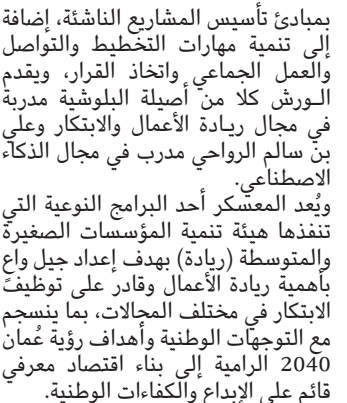 بمبادئ تأسيس المشاريع الناشئة، إضافة
إلى تنمية مهارات التخطيط والتواصل
والعمل الجماعي واتخاذ القرار، ويقدم
الـورش كلا من أصيلة البلوشية مدربة
في مجال ريـادة الأعمال والابتكار وعلي
بن سالم الرواحي مدرب في مجال الذكاء
الاصطناعي.
ويُعد المعسكر أحد البرامج النوعية التي
تنفذها هيئة تنمية المؤسسات الصغيرة
والمتوسطة (ريادة) بهدف إعداد جيل واعٍ
بأهمية ريادة الأعمال وقادر على توظيف
الابتكار في مختلف المجالات، بما ينسجم
مع التوجهات الوطنية وأهداف رؤية عُمان
2040 الرامية إلى بناء اقتصاد معرفي
قائم على الإبداع والكفاءات الوطنية.